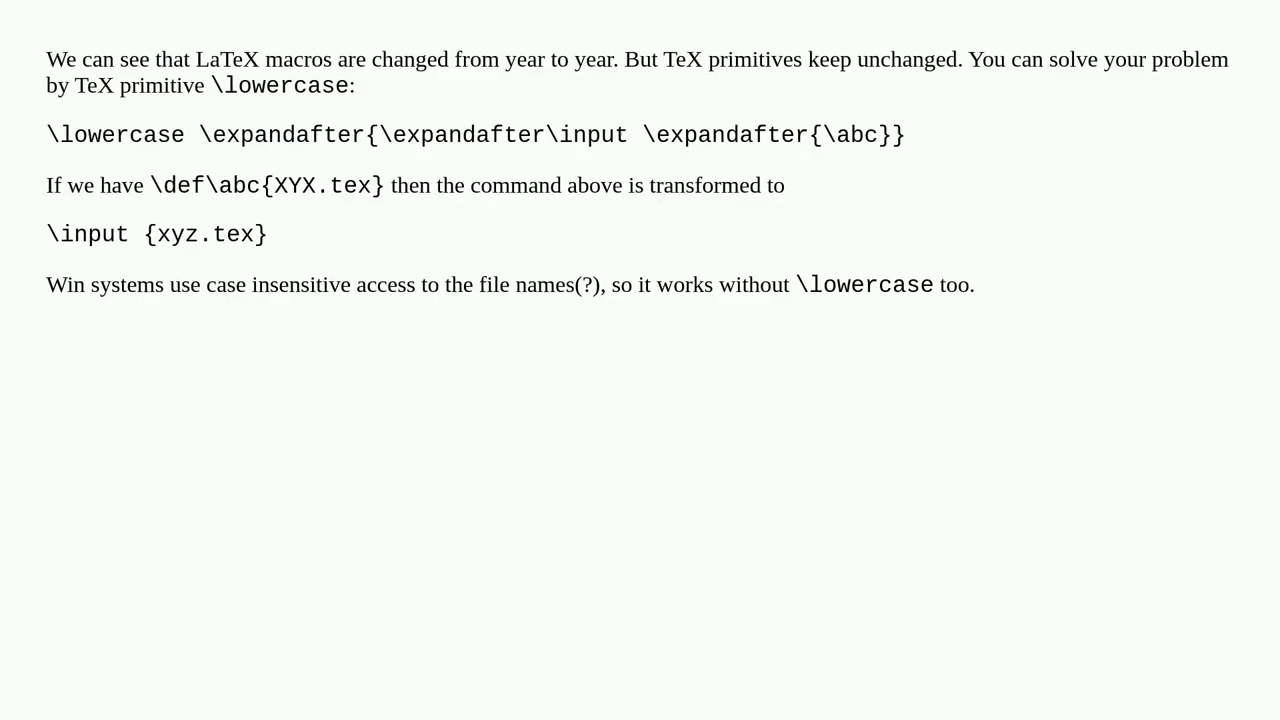 We can see that LaTeX macros are changed from year to year. But TeX primitives keep unchanged. You can solve your problem
by TeX primitive \lowercase:
\lowercase \expandafter{\expandafter\input \expandafter{\abc}}
If we have \def\abc{XYX.tex} then the command above is transformed to
\input {xyz.tex}
Win systems use case insensitive access to the file names(?), so it works without \lowercase too.